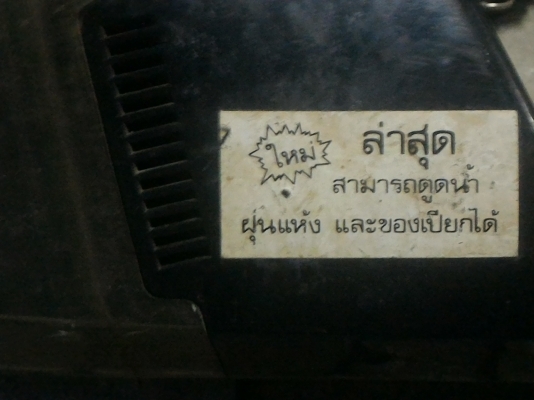 ใหม่ ล่าสุด
สามารถดูดน้ำ
ฝุ่นแห้ง และของเปียกได้